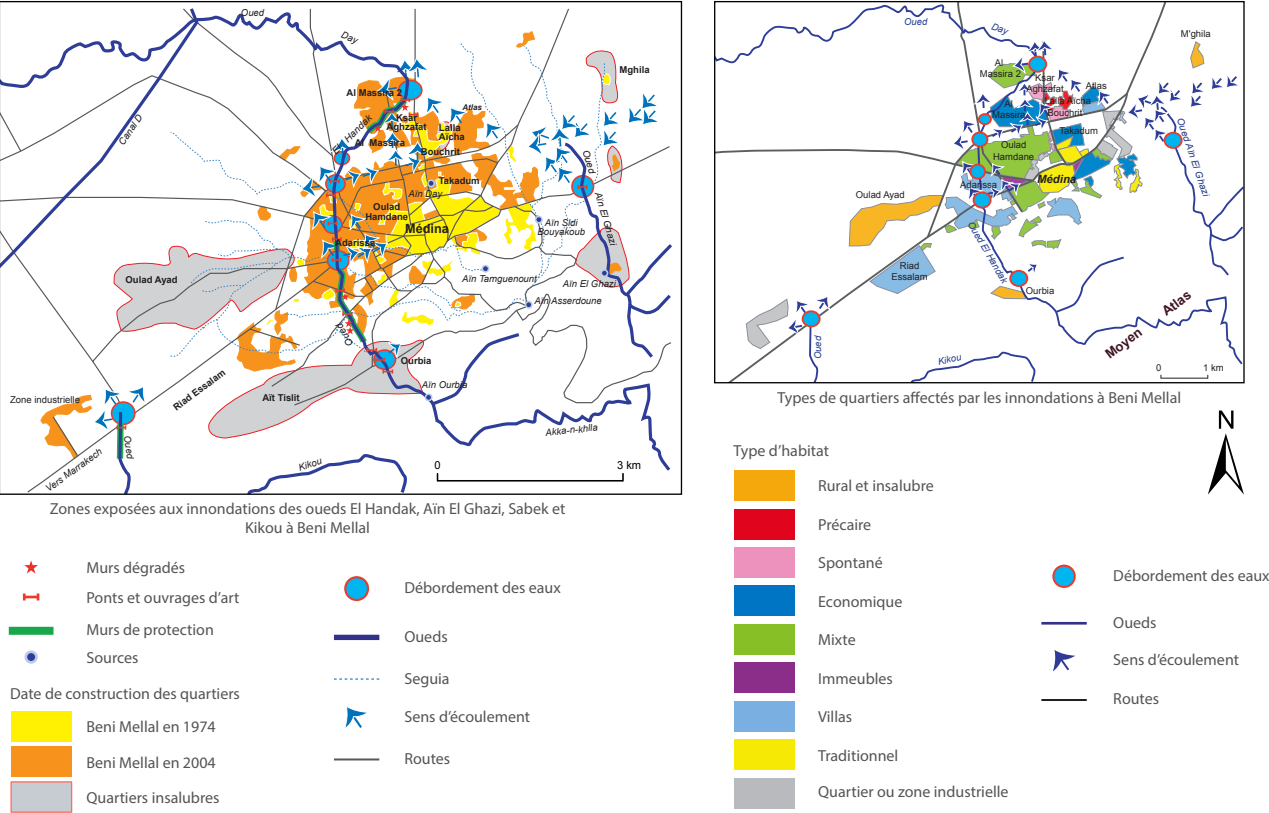 Oued
Day
Canal D
El Handak
Al Massira 2
Ksar
Aghzafat
Al Massira
Atlas
Lalla
Aïcha
Bouchrit
Mghila
Takadum
Aïn Day
Oulad
Hamdane
Médina
Adarissa
Oued
Aïn El Ghazi
Aïn Sidi
Bouyakoub
Aïn Tamguenount
Aïn El Ghazi
Aïn Asserdoune
Oulad Ayad
Oued
Ourbia
Riad Essalam
Aït Tislit
Aïn Ourbia
Zone industrielle
Oued
Vers Marrakech
Kikou
Akka-n-khlla
0 3 km
Zones exposées aux innondations des oueds El Handak, Aïn El Ghazi, Sabek et
Kikou à Beni Mellal
Murs dégradés
Ponts et ouvrages d'art
Murs de protection
Sources
Date de construction des quartiers
Beni Mellal en 1974
Beni Mellal en 2004
Quartiers insalubres
Débordement des eaux
Oueds
Seguia
Sens d'écoulement
Routes
Oued
Day
M'ghila
Al
Massira 2
Ksar
Aghzafat
Lalla Aïcha
Bouchrit
Atlas
Al
Massira
Takadum
Oulad
Hamdane
Médina
Adarissa
Oued Aïn El Ghazi
Oulad Ayad
Oued El Handak
Riad
Essalam
Ourbia
Oued
Kikou
Moyen Atlas
0 1 km
Types de quartiers affectés par les innondations à Beni Mellal
N
Type d'habitat
Rural et insalubre
Précaire
Spontané
Economique
Mixte
Immeubles
Villas
Traditionnel
Quartier ou zone industrielle
Débordement des eaux
Oueds
Sens d'écoulement
Routes